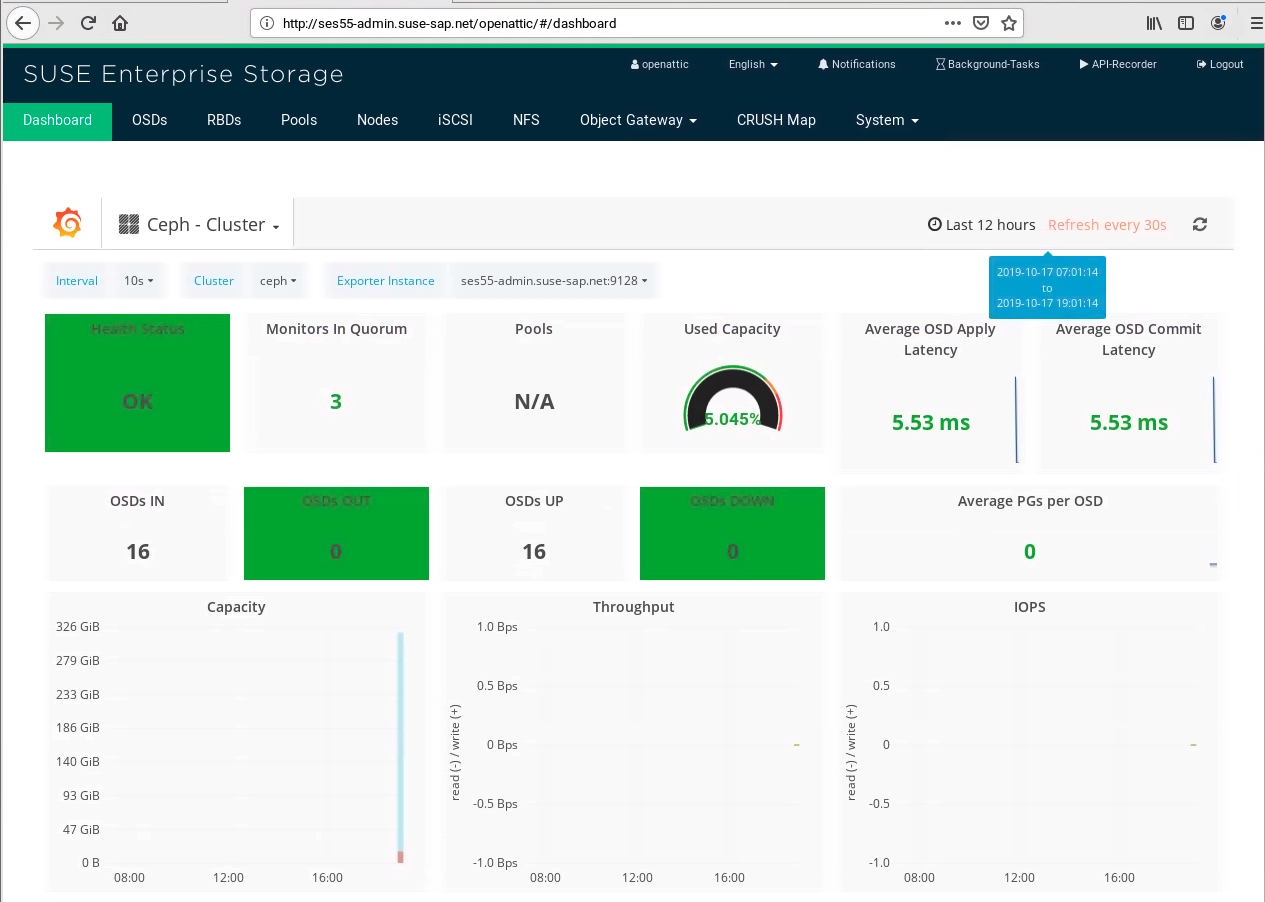 http://ses55-admin.suse-sap.net/openattic/#/dashboard
SUSE Enterprise Storage
openattic English Notifications Background-Tasks API-Recorder Logout
Dashboard OSDs RBDs Pools Nodes iSCSI NFS Object Gateway CRUSH Map System
Ceph - Cluster Last 12 hours Refresh every 30s
Interval 10s Cluster ceph Exporter Instance ses55-admin.suse-sap.net:9128
2019-10-17 07:01:14
to
2019-10-17 19:01:14
Health Status
OK
Monitors In Quorum
3
Pools
N/A
Used Capacity
5.045%
Average OSD Apply
Latency
5.53 ms
Average OSD Commit
Latency
5.53 ms
OSDs IN
16
OSDs OUT
0
OSDs UP
16
OSDs DOWN
0
Average PGs per OSD
0
Capacity
326 GiB
279 GiB
233 GiB
186 GiB
140 GiB
93 GiB
47 GiB
0 B
08:00 12:00 16:00
Throughput
read (-) / write (+)
1.0 Bps
0.5 Bps
0 Bps
-0.5 Bps
-1.0 Bps
08:00 12:00 16:00
IOPS
read (-) / write (+)
1.0
0.5
0
-0.5
-1.0
08:00 12:00 16:00